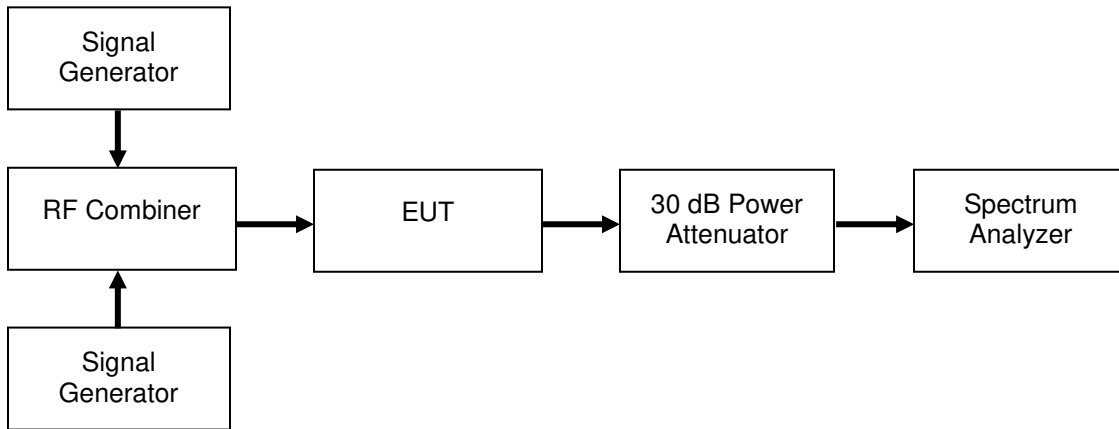 Signal
Generator
RF Combiner
EUT
30 dB Power
Attenuator
Spectrum
Analyzer
Signal
Generator